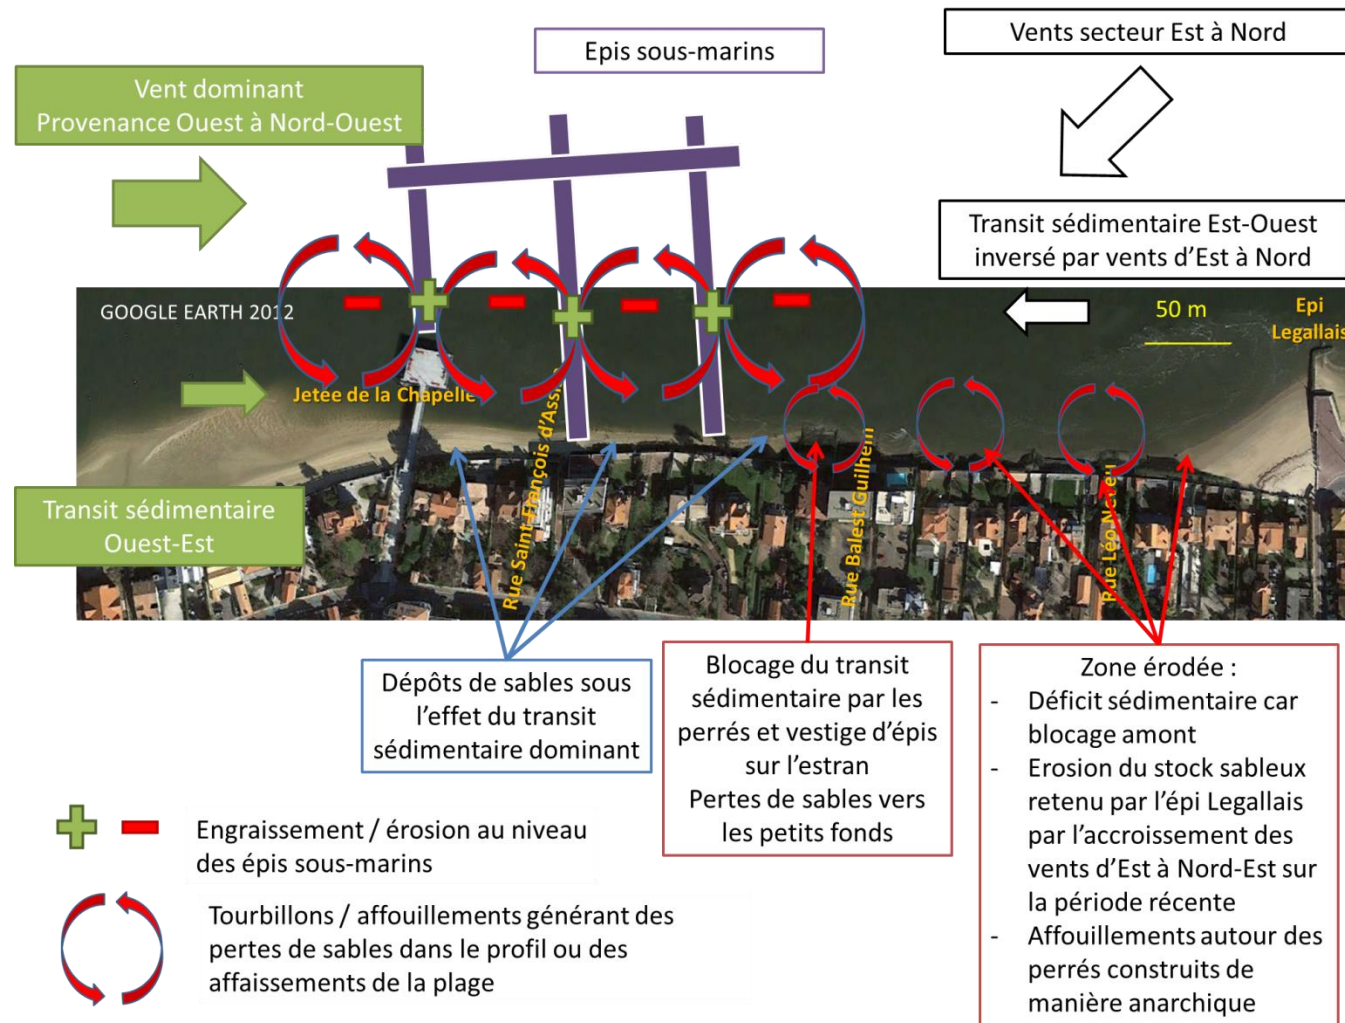 Vents secteur Est à Nord
Epis sous-marins
Vent dominant
Provenance Ouest à Nord-Ouest
Transit sédimentaire Est-Ouest
inversé par vents d'Est à Nord
GOOGLE EARTH 2012
50 m
Epi
Legallais
Jetée de la Chapelle
Rue Saint-François d'Assise
Rue Balest Guilhem
Rue Léo Neveu
Transit sédimentaire
Ouest-Est
Dépôts de sables sous
l'effet du transit
sédimentaire dominant
Blocage du transit
sédimentaire par les
perrés et vestige d'épis
sur l'estran
Pertes de sables vers
les petits fonds
Zone érodée :
- Déficit sédimentaire car
blocage amont
- Erosion du stock sableux
retenu par l'épi Legallais
par l'accroissement des
vents d'Est à Nord-Est sur
la période récente
- Affouillements autour des
perrés construits de
manière anarchique
Engraissement / érosion au niveau
des épis sous-marins
Tourbillons / affouillements générant des
pertes de sables dans le profil ou des
affaissements de la plage